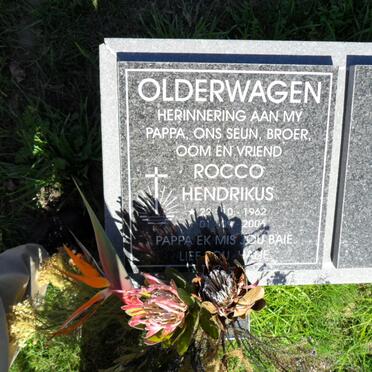 OLDERWAGEN
HERINNERING AAN MY
PAPPA, ONS SEUN, BROER,
OOM EN VRIEND
ROCCO
HENDRIKUS
1962
2001
PAPPA EK MIS JOU BAIE